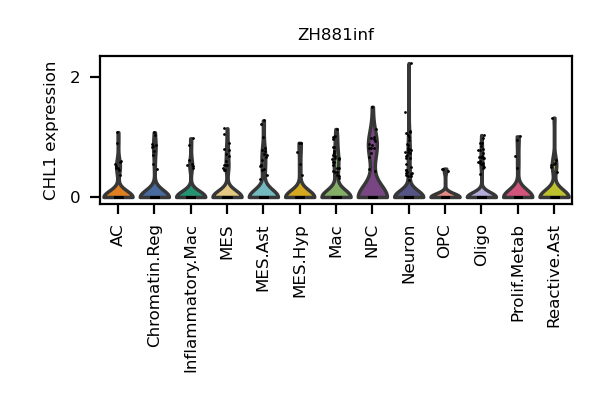 ZH881inf
CHL1 expression
2
0
AC
Chromatin.Reg
Inflammatory.Mac
MES
MES.Ast
MES.Hyp
Mac
NPC
Neuron
OPC
Oligo
Prolif.Metab
Reactive.Ast